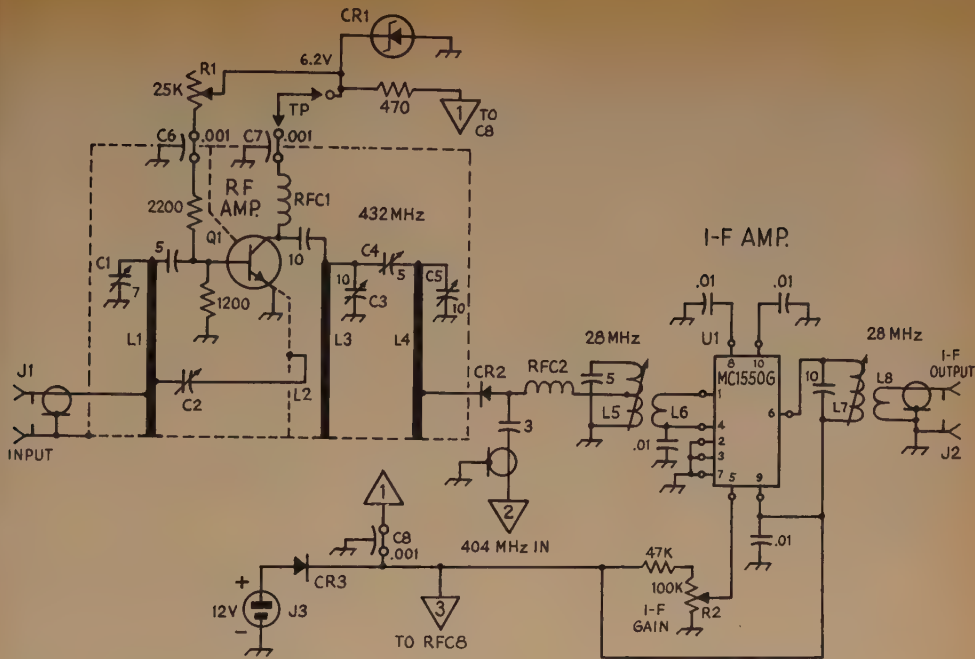 CR1
R1
25K
6.2V
TP
470
1
TO
C8
C6
.001
C7
.001
RF
AMP.
RFC1
2200
Q1
432 MHz
5
10
C1
7
1200
C4
5
C5
10
C3
10
L1
L3
L4
J1
C2
L2
INPUT
I-F AMP.
.01
.01
U1
28 MHz
8
10
MC1550G
28 MHz
I-F
OUTPUT
CR2
RFC2
5
L5
L6
1
4
2
3
7
6
5
9
10
L7
L8
J2
.01
3
2
404 MHz IN
1
C8
.001
.01
CR3
+
12V
-
J3
3
TO RFC8
47K
100K
R2
I-F
GAIN